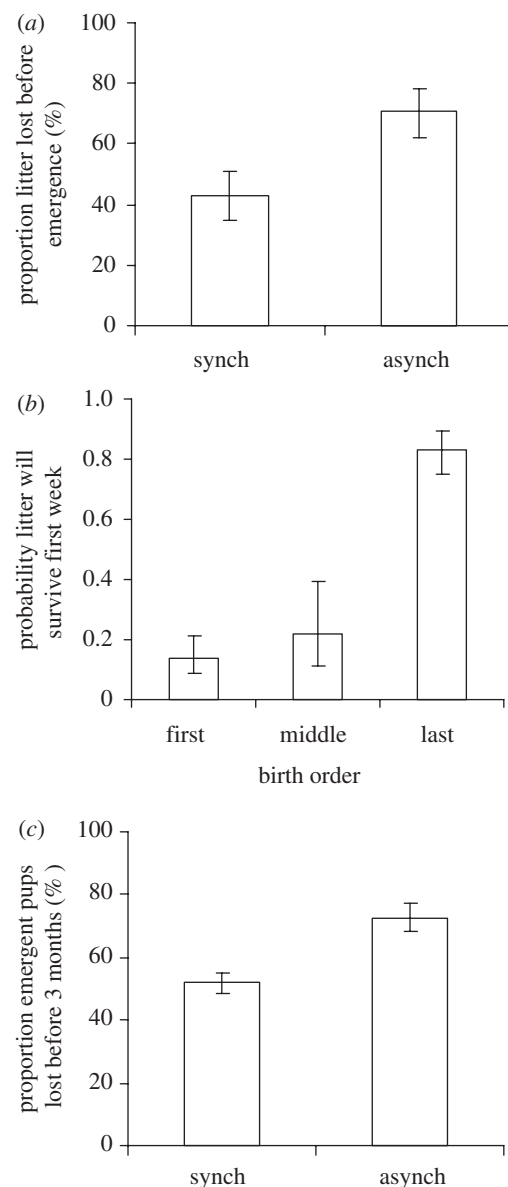 (a)
proportion litter lost before
emergence (%)
100
80
60
40
20
0
synch
asynch
(b)
probability litter will
survive first week
1.0
0.8
0.6
0.4
0.2
0
first
middle
last
birth order
(c)
proportion emergent pups
lost before 3 months (% )
100
80
60
40
20
0
synch
asynch